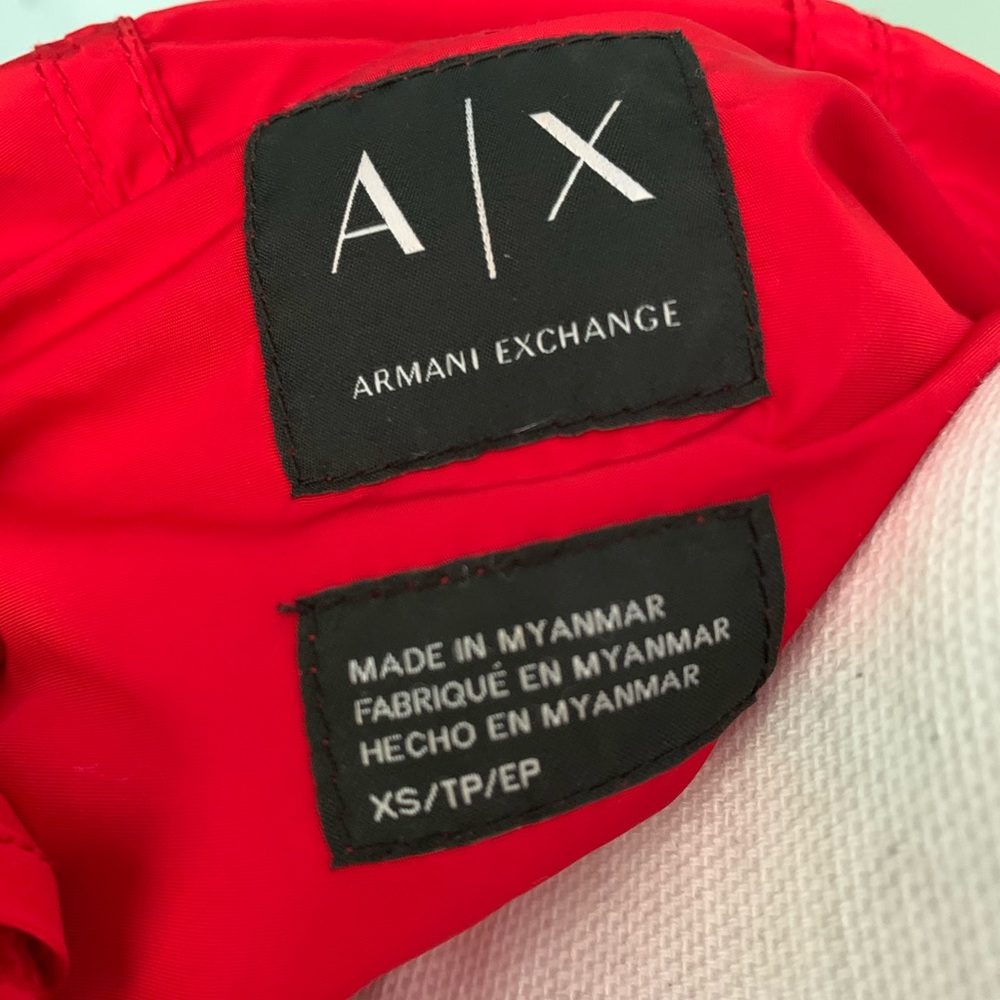 A|X
ARMANI EXCHANGE
MADE IN MYANMAR
FABRIQUÉ EN MYANMAR
HECHO EN MYANMAR
XS/TP/EP